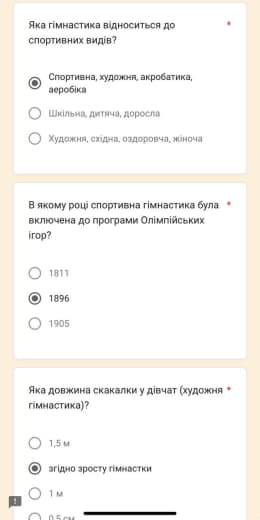 Яка гімнастика відноситься до *
спортивних видів?
Спортивна, художня, акробатика,
аеробіка
Шкільна, дитяча, доросла
Художня, східна, оздоровча, жіноча
В якому році спортивна гімнастика була *
включена до програми Олімпійських
ігор?
1811
1896
1905
Яка довжина скакалки у дівчат (художня *
гімнастика)?
1,5 м
згідно зросту гімнастки
1 м
0,5 см